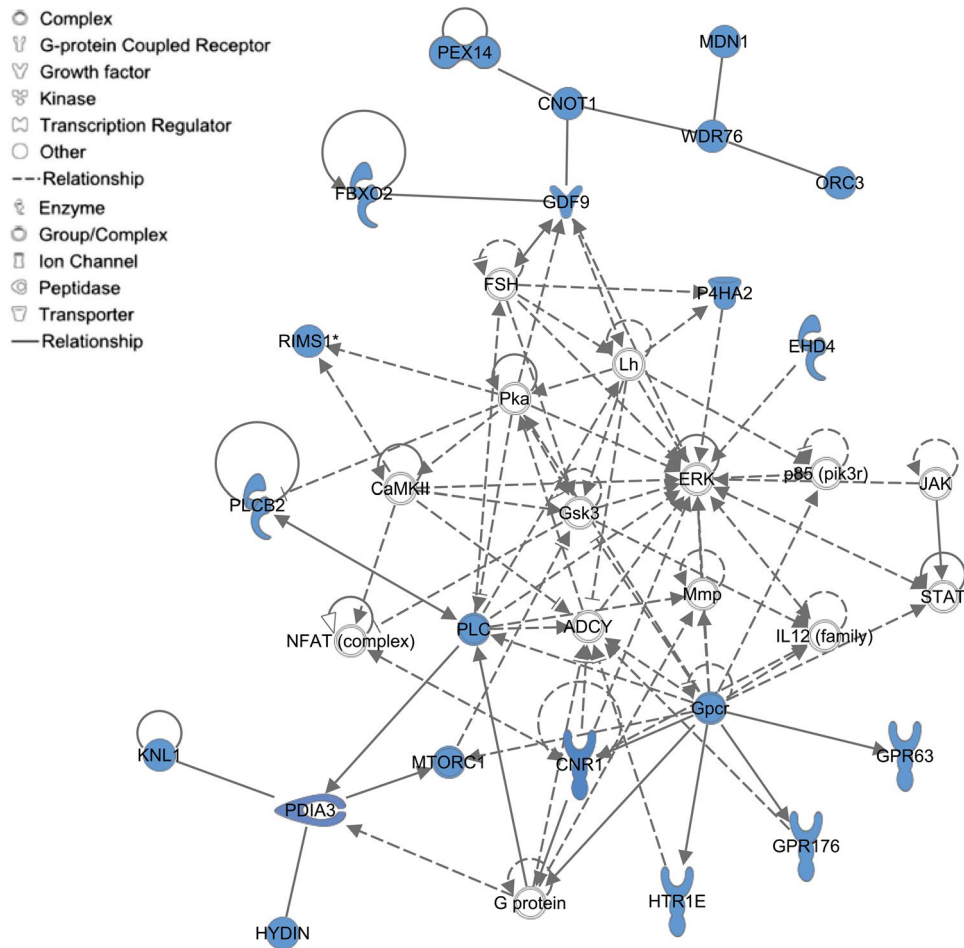 Complex
G-protein Coupled Receptor
Growth factor
Kinase
Transcription Regulator
Other
Relationship
Enzyme
Group/Complex
Ion Channel
Peptidase
Transporter
Relationship
PEX14
MDN1
CNOT1
WDR76
ORC3
FBXO2
GDF9
FSH
P4HA2
RIMS1*
EHD4
Lh
Pka
ERK
p85 (pik3r)
JAK
CaMKII
PLCB2
Gsk3
Mmp
STAT
NFAT (complex)
PLC
ADCY
IL12 (family)
Gpcr
KNL1
MTORC1
CNR1
GPR63
PDIA3
GPR176
G protein
HTR1E
HYDIN